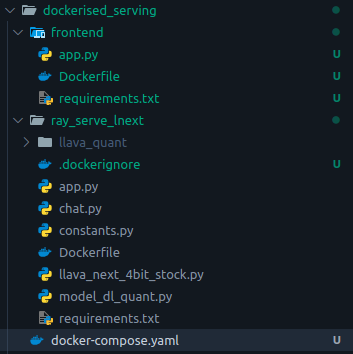 dockerised_serving
frontend
app.py
U
Dockerfile
U
requirements.txt
U
ray_serve_lnext
llava_quant
.dockerignore
U
app.py
chat.py
constants.py
Dockerfile
llava_next_4bit_stock.py
model_dl_quant.py
requirements.txt
docker-compose.yaml
U